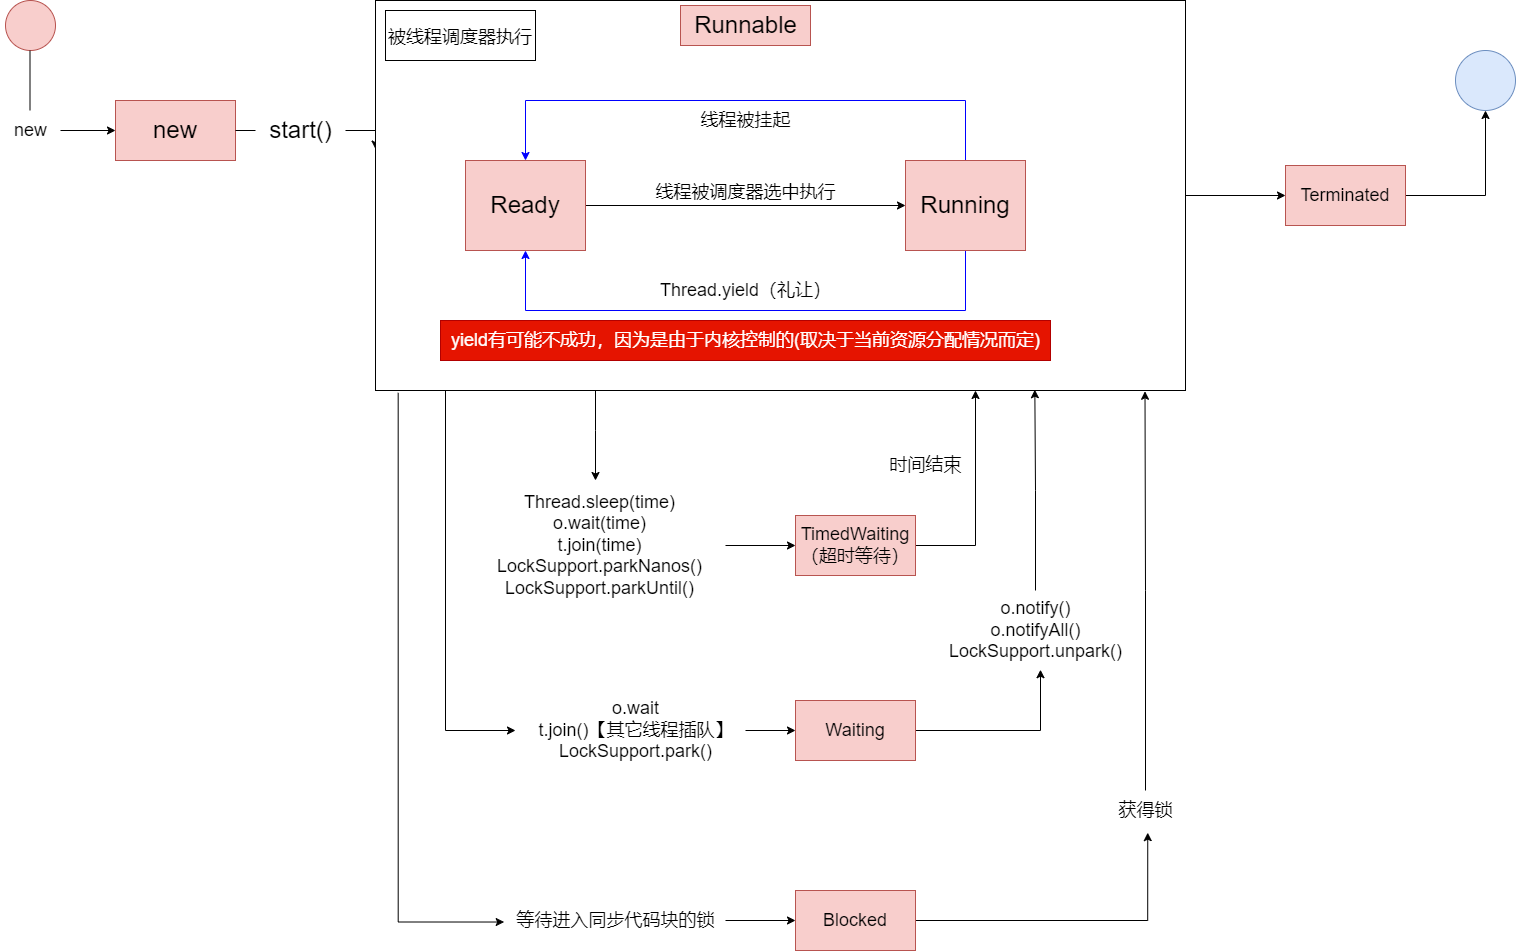 被线程调度器执行
Runnable
new
new
start()
线程被挂起
Ready
线程被调度器选中执行
Running
Thread.yield（礼让）
yield有可能不成功，因为是由于内核控制的(取决于当前资源分配情况而定)
Terminated
时间结束
Thread.sleep(time)
o.wait(time)
t.join(time)
LockSupport.parkNanos()
LockSupport.parkUntil()
TimedWaiting
（超时等待）
o.notify()
o.notifyAll()
LockSupport.unpark()
o.wait
t.join()【其它线程插队】
LockSupport.park()
Waiting
获得锁
等待进入同步代码块的锁
Blocked